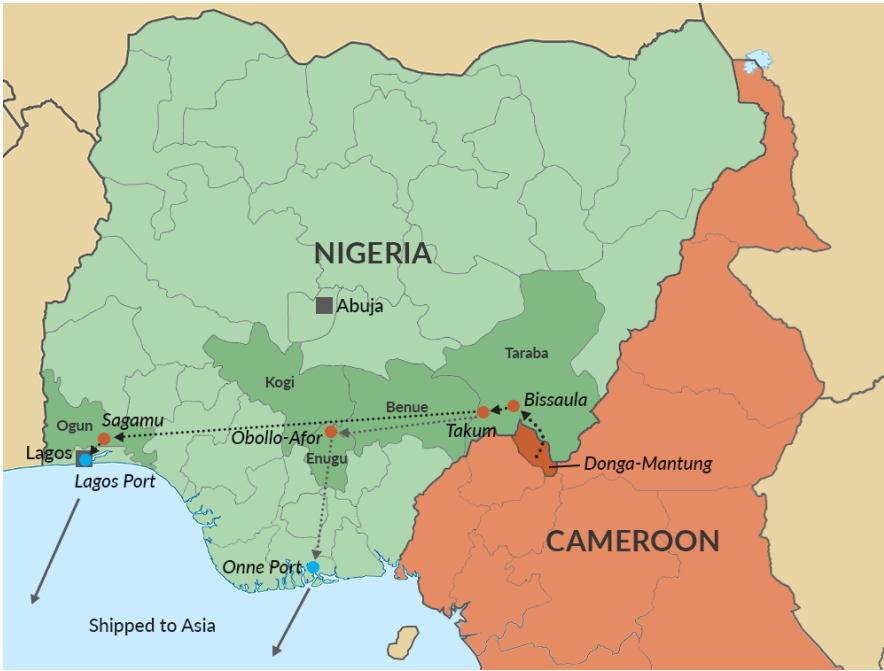 NIGERIA
Abuja
Taraba
Kogi
Bissaula
Benue
Ogun
Sagamu
Obollo-Afor
Takum
Lagos
Enugu
Donga-Mantung
Lagos Port
CAMEROON
Onne Port
Shipped to Asia